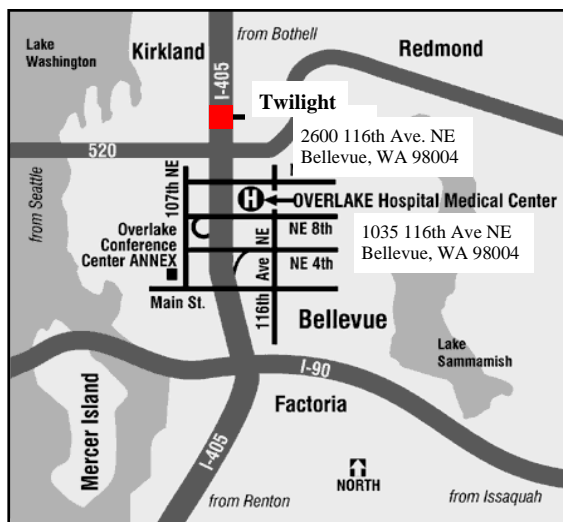 Lake
Washington
Kirkland
from Bothell
Redmond
I-405
Twilight
2600 116th Ave. NE
Bellevue, WA 98004
520
from Seattle
107th NE
H
OVERLAKE Hospital Medical Center
Overlake
Conference
Center ANNEX
NE 8th
1035 116th Ave NE
Bellevue, WA 98004
NE 4th
116th Ave NE
Main St.
Bellevue
Lake
Sammamish
I-90
Mercer Island
Factoria
I-405
NORTH
from Renton
from Issaquah